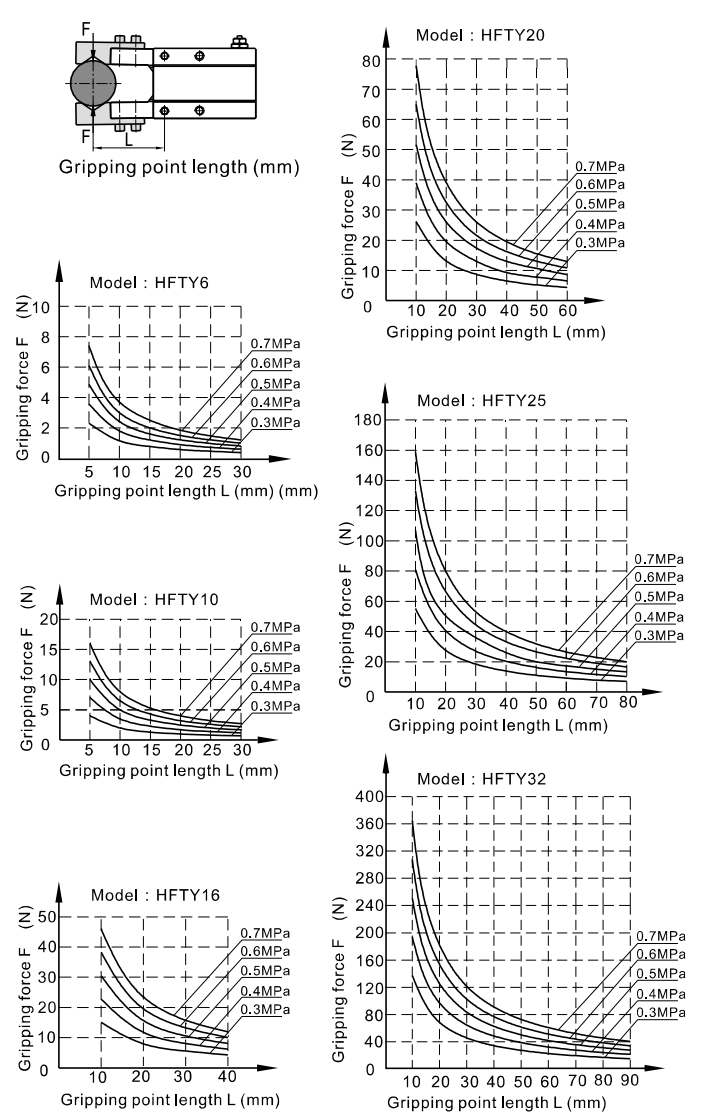 F
F
L
Gripping point length (mm)
Model : HFTY6
Gripping force F (N)
10
8
6
4
2
0
0.7MPa
0.6MPa
0.5MPa
0.4MPa
0.3MPa
5 10 15 20 25 30
Gripping point length L (mm) (mm)
Model : HFTY10
Gripping force F (N)
20
15
10
5
0
0.7MPa
0.6MPa
0.5MPa
0.4MPa
0.3MPa
5 10 15 20 25 30
Gripping point length L (mm)
Model : HFTY16
Gripping force F (N)
50
40
30
20
10
0
0.7MPa
0.6MPa
0.5MPa
0.4MPa
0.3MPa
10 20 30 40
Gripping point length L (mm)
Model : HFTY20
Gripping force F (N)
80
70
60
50
40
30
20
10
0
0.7MPa
0.6MPa
0.5MPa
0.4MPa
0.3MPa
10 20 30 40 50 60
Gripping point length L (mm)
Model : HFTY25
Gripping force F (N)
180
160
140
120
100
80
60
40
20
0
0.7MPa
0.6MPa
0.5MPa
0.4MPa
0.3MPa
10 20 30 40 50 60 70 80
Gripping point length L (mm)
Model : HFTY32
Gripping force F (N)
400
360
320
280
240
200
160
120
80
40
0
0.7MPa
0.6MPa
0.5MPa
0.4MPa
0.3MPa
10 20 30 40 50 60 70 80 90
Gripping point length L (mm)